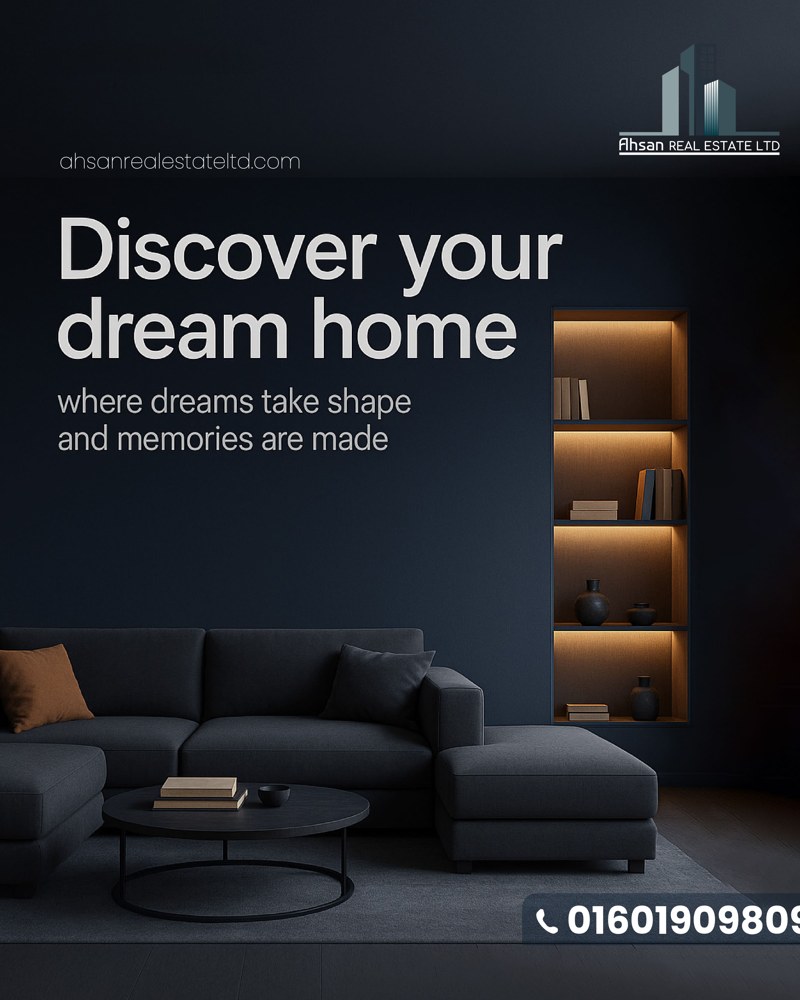 Ahsan REAL ESTATE LTD
ahsanrealestateltd.com
Discover your
dream home
where dreams take shape
and memories are made
01601909809